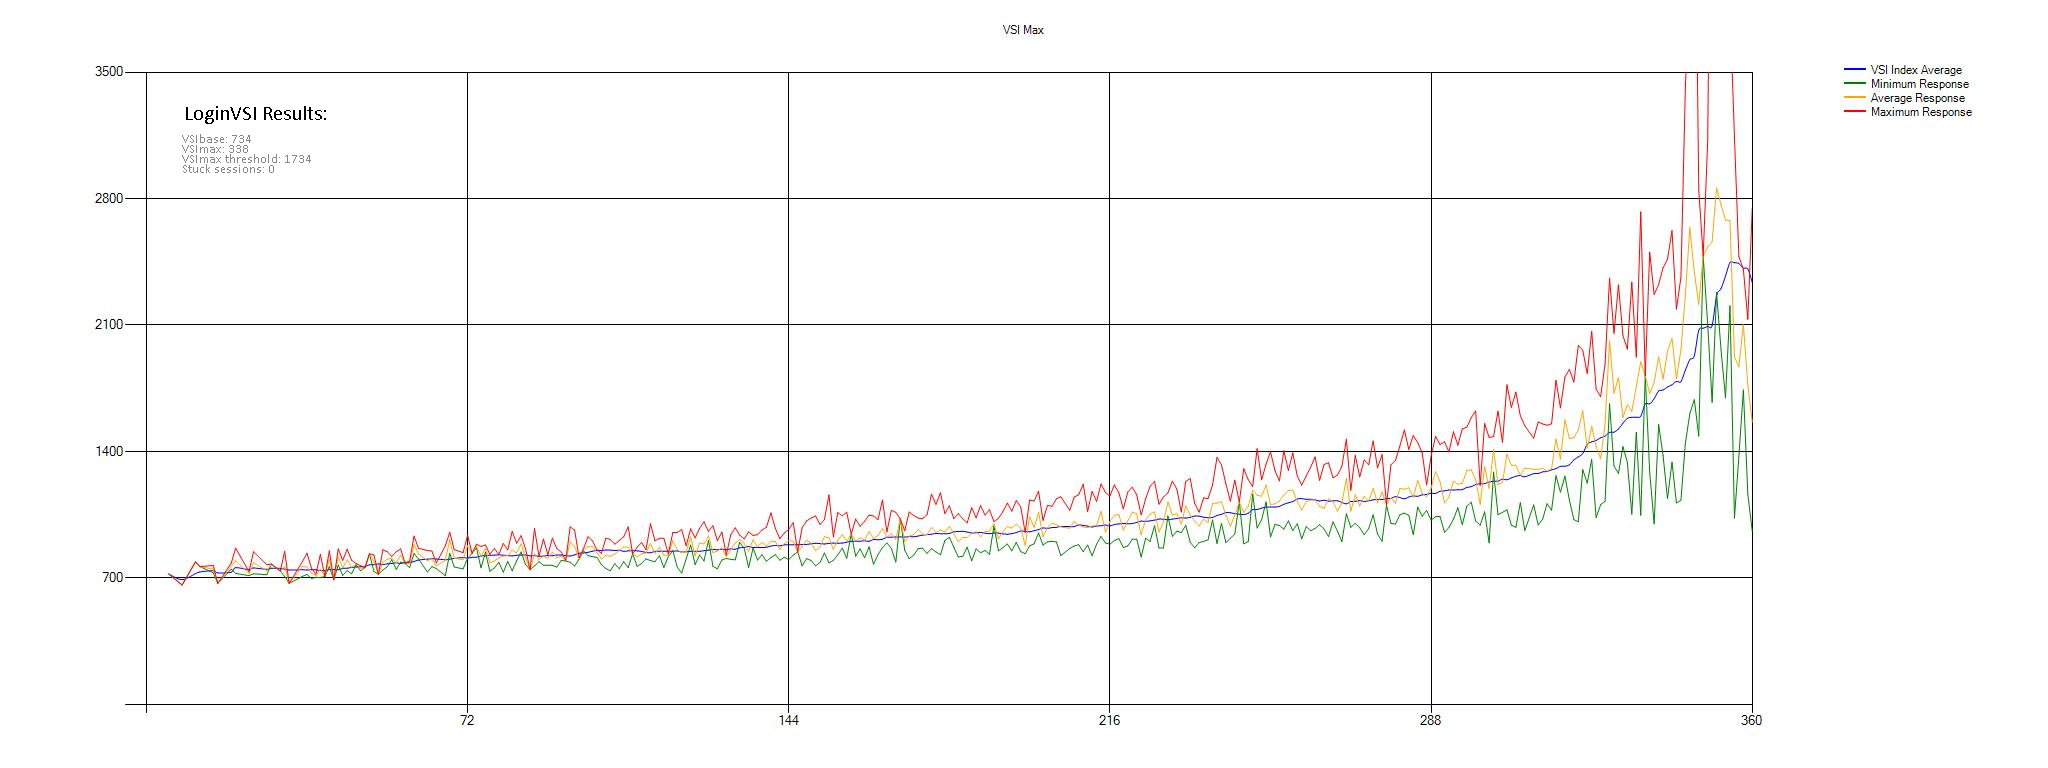 VSI Max
3500
2800
2100
1400
700
72
144
216
288
360
LoginVSI Results:
VSIbase: 734
VSImax: 338
VSImax threshold: 1734
Stuck sessions: 0
VSI Index Average
Minimum Response
Average Response
Maximum Response